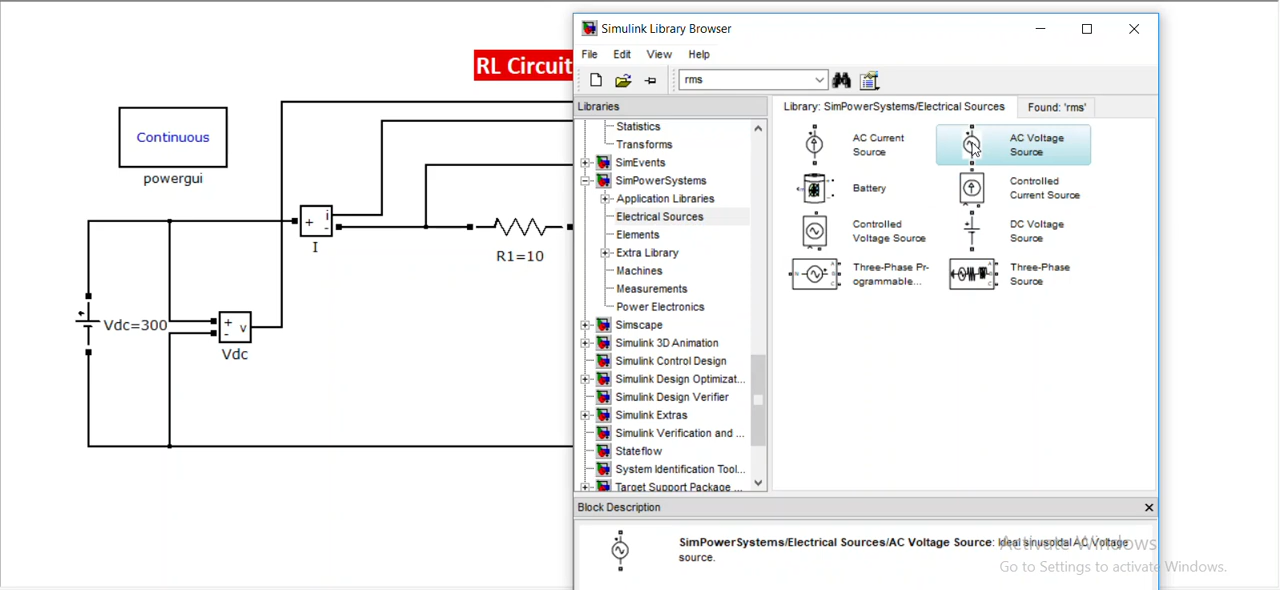 RL Circuit
Continuous
powergui
+
i
-
I
R1=10
Vdc=300
+
-
v
Vdc
Simulink Library Browser
File Edit View Help
rms
Libraries
Statistics
Transforms
SimEvents
SimPowerSystems
Application Libraries
Electrical Sources
Elements
Extra Library
Machines
Measurements
Power Electronics
Simscape
Simulink 3D Animation
Simulink Control Design
Simulink Design Optimizat...
Simulink Design Verifier
Simulink Extras
Simulink Verification and ...
Stateflow
System Identification Tool...
Target Support Package ...
Library: SimPowerSystems/Electrical Sources
Found: 'rms'
AC Current
Source
AC Voltage
Source
Battery
Controlled
Current Source
Controlled
Voltage Source
DC Voltage
Source
Three-Phase Pr-
ogrammable...
Three-Phase
Source
Block Description
SimPowerSystems/Electrical Sources/AC Voltage Source: Ideal sinusoidal AC Voltage
source.
Activate Windows
Go to Settings to activate Windows.